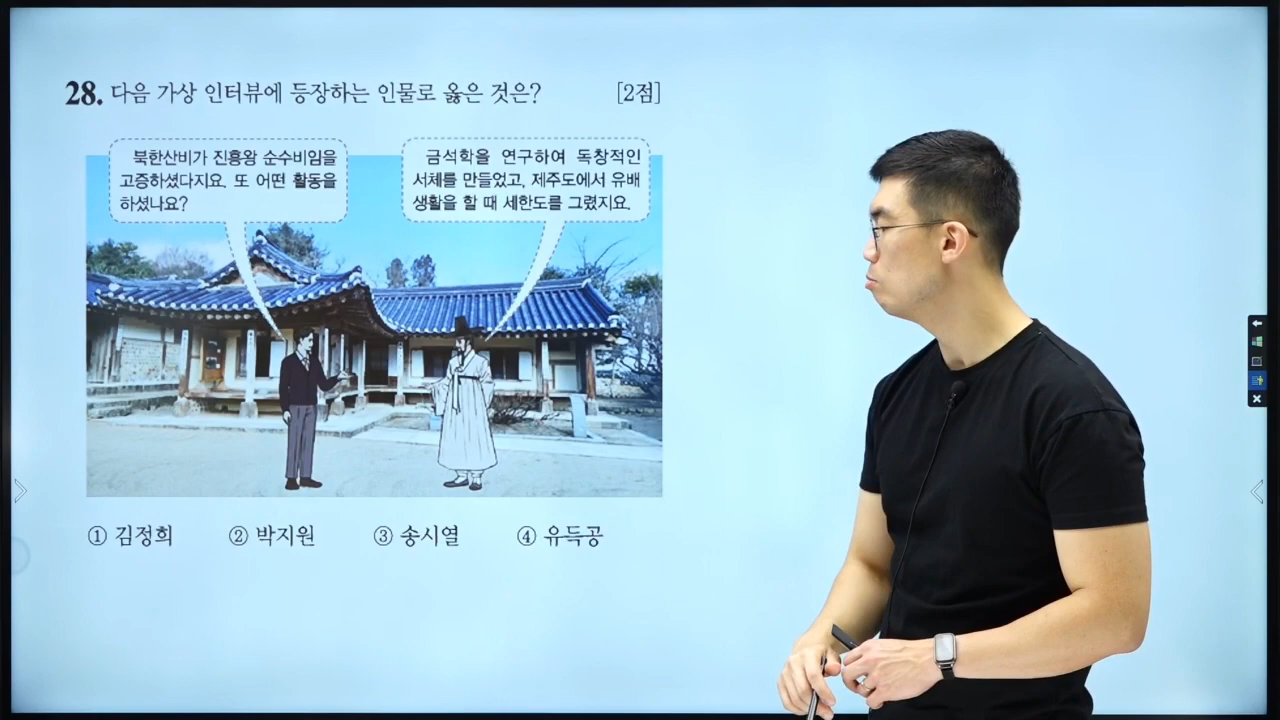 28. 다음 가상 인터뷰에 등장하는 인물로 옳은 것은? [2점]
북한산비가 진흥왕 순수비임을
고증하셨다지요. 또 어떤 활동을
하셨나요?
금석학을 연구하여 독창적인
서체를 만들었고, 제주도에서 유배
생활을 할 때 세한도를 그렸지요.
① 김정희 ② 박지원 ③ 송시열 ④ 유득공